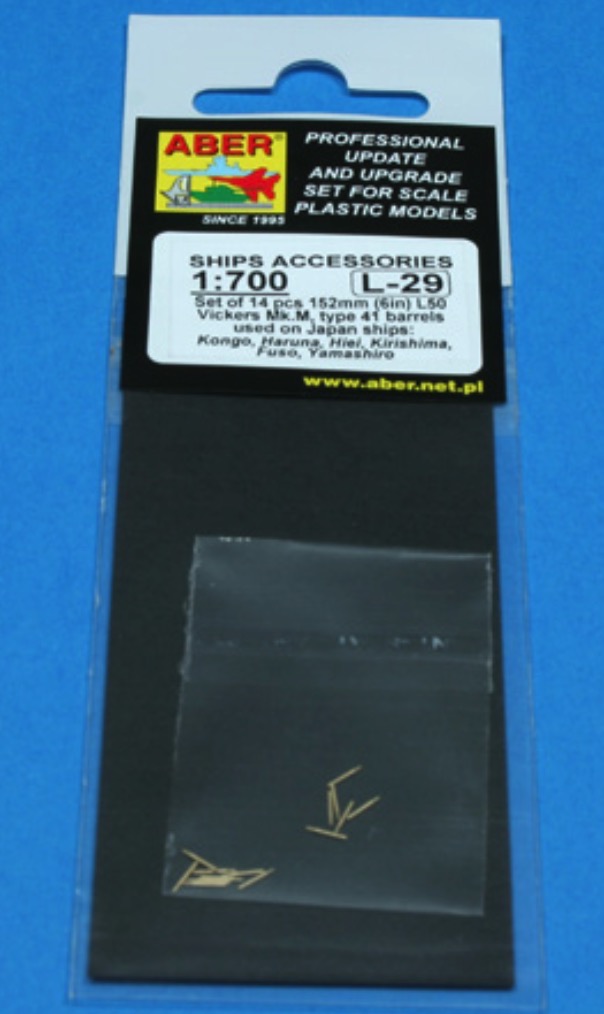 ABER®
SINCE 1995
PROFESSIONAL
UPDATE
AND UPGRADE
SET FOR SCALE
PLASTIC MODELS
SHIPS ACCESSORIES
1:700 L-29
Set of 14 pcs 152mm (6in) L50
Vickers Mk.M, type 41 barrels
used on Japan ships:
Kongo, Haruna, Hiei, Kirishima,
Fuso, Yamashiro
www.aber.net.pl